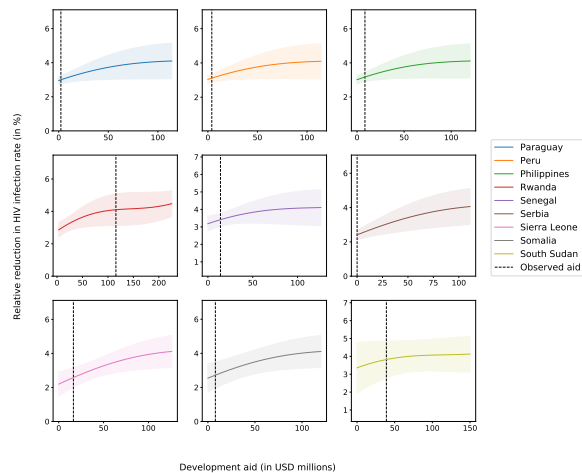 Relative reduction in HIV infection rate (in %)
6
4
2
0
0 50 100
6
4
2
0
0 50 100
6
4
2
0
0 50 100
6
4
2
0
0 50 100 150 200
7
6
5
4
3
2
1
0 50 100
6
4
2
0
0 25 50 75 100
6
4
2
0
0 50 100
6
4
2
0
0 50 100
7
6
5
4
3
2
1
0 50 100 150
Paraguay
Peru
Philippines
Rwanda
Senegal
Serbia
Sierra Leone
Somalia
South Sudan
Observed aid
Development aid (in USD millions)